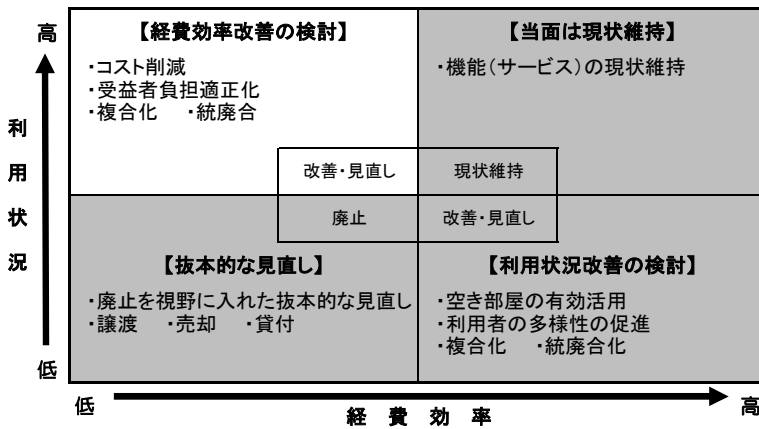 高
利用状況
低
【経費効率改善の検討】
・コスト削減
・受益者負担適正化
・複合化　・統廃合
【当面は現状維持】
・機能（サービス）の現状維持
改善・見直し
現状維持
廃止
改善・見直し
【抜本的な見直し】
・廃止を視野に入れた抜本的な見直し
・譲渡　・売却　・貸付
【利用状況改善の検討】
・空き部屋の有効活用
・利用者の多様性の促進
・複合化　・統廃合化
低
経費効率
高